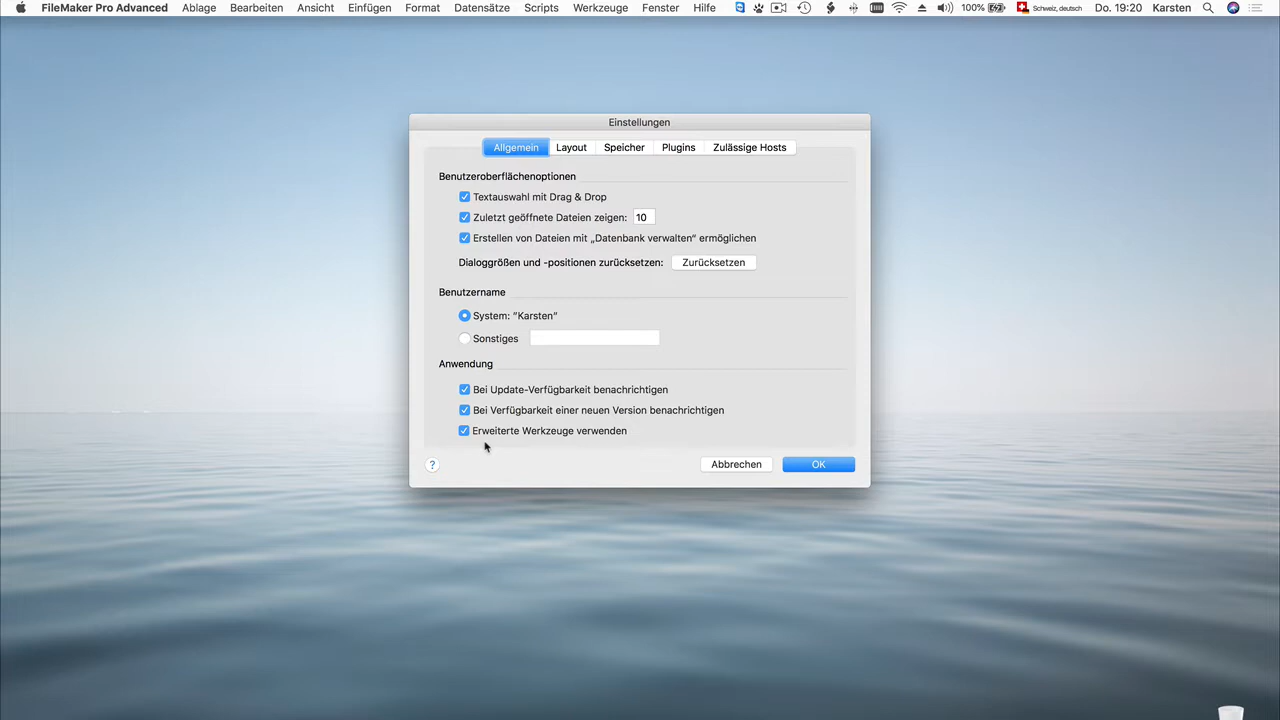 FileMaker Pro Advanced Ablage Bearbeiten Ansicht Einfügen Format Datensätze Scripts Werkzeuge Fenster Hilfe 100% Schweiz, deutsch Do. 19:20 Karsten
Einstellungen
Allgemein Layout Speicher Plugins Zulässige Hosts
Benutzeroberflächenoptionen
Textauswahl mit Drag & Drop
Zuletzt geöffnete Dateien zeigen: 10
Erstellen von Dateien mit „Datenbank verwalten“ ermöglichen
Dialoggrößen und -positionen zurücksetzen: Zurücksetzen
Benutzername
System: "Karsten"
Sonstiges
Anwendung
Bei Update-Verfügbarkeit benachrichtigen
Bei Verfügbarkeit einer neuen Version benachrichtigen
Erweiterte Werkzeuge verwenden
? Abbrechen OK